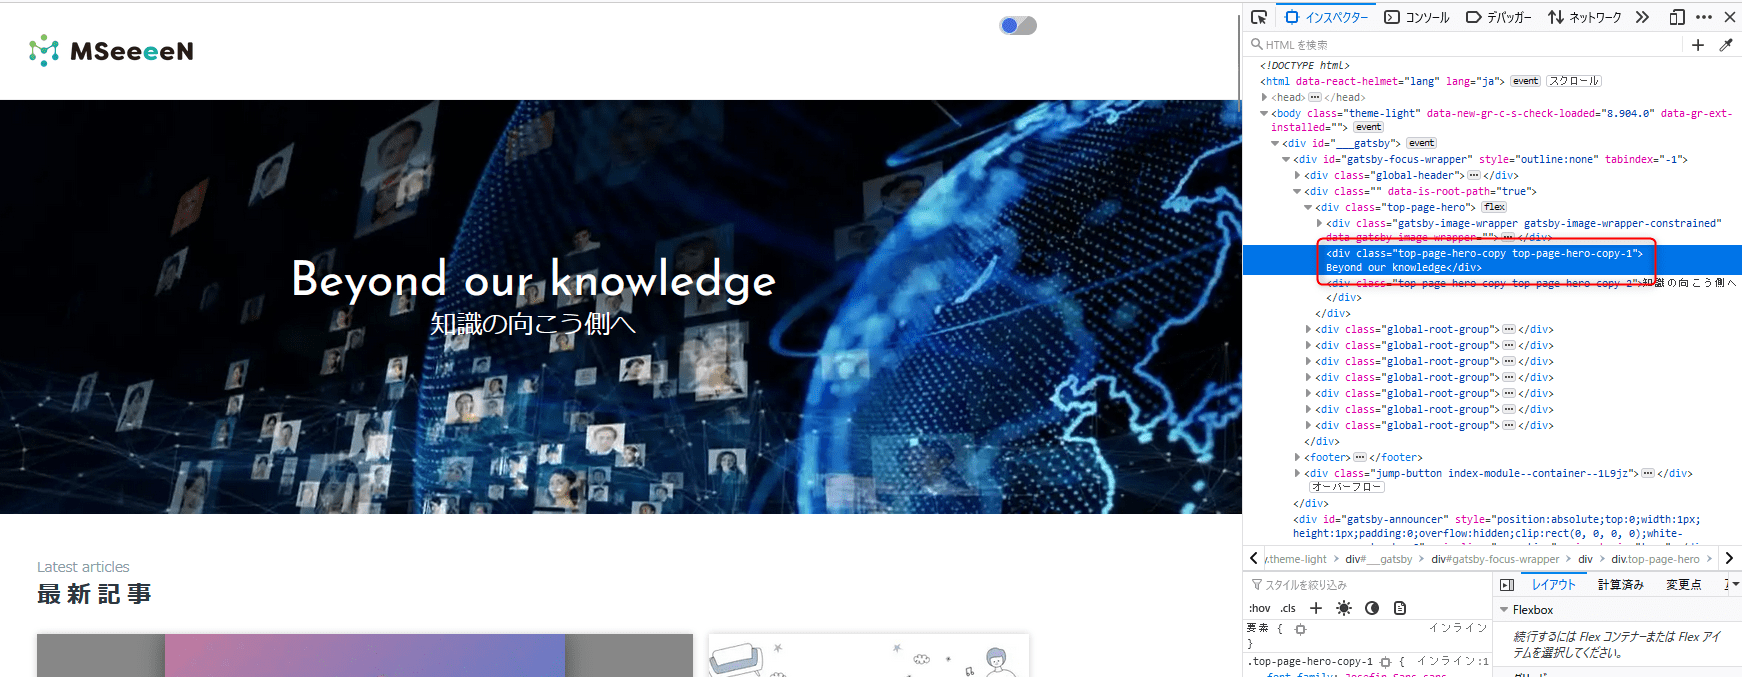 MSeeeeN
Beyond our knowledge
知識の向こう側へ
Latest articles
最新記事
インスペクター
コンソール
デバッガー
ネットワーク
HTML を検索
<!DOCTYPE html>
<html data-react-helmet="lang" lang="ja"> event スクロール
<head> ⋯ </head>
<body class="theme-light" data-new-gr-c-s-check-loaded="8.904.0" data-gr-ext-
installed=""> event
<div id="___gatsby"> event
<div id="gatsby-focus-wrapper" style="outline:none" tabindex="-1">
<div class="global-header"> ⋯ </div>
<div class="" data-is-root-path="true">
<div class="top-page-hero"> flex
<div class="gatsby-image-wrapper gatsby-image-wrapper-constrained"
data-gatsby-image-wrapper=""> ⋯ </div>
<div class="top-page-hero-copy top-page-hero-copy-1">
Beyond our knowledge</div>
<div class="top-page-hero-copy top-page-hero-copy-2">知識の向こう側へ
</div>
</div>
<div class="global-root-group"> ⋯ </div>
<div class="global-root-group"> ⋯ </div>
<div class="global-root-group"> ⋯ </div>
<div class="global-root-group"> ⋯ </div>
<div class="global-root-group"> ⋯ </div>
<div class="global-root-group"> ⋯ </div>
<div class="global-root-group"> ⋯ </div>
</div>
<footer> ⋯ </footer>
<div class="jump-button index-module--container--1L9jz"> ⋯ </div>
オーバーフロー
</div>
<div id="gatsby-announcer" style="position:absolute;top:0;width:1px;
height:1px;padding:0;overflow:hidden;clip:rect(0, 0, 0, 0);white-
.theme-light > div#___gatsby > div#gatsby-focus-wrapper > div > div.top-page-hero >
スタイルを絞り込み
:hov .cls +
要素 { インライン
}
.top-page-hero-copy-1 { インライン:1
font-family: Josefin Sans,sans-
レイアウト
計算済み
変更点
Flexbox
続行するには Flex コンテナーまたは Flex アイ
テムを選択してください。